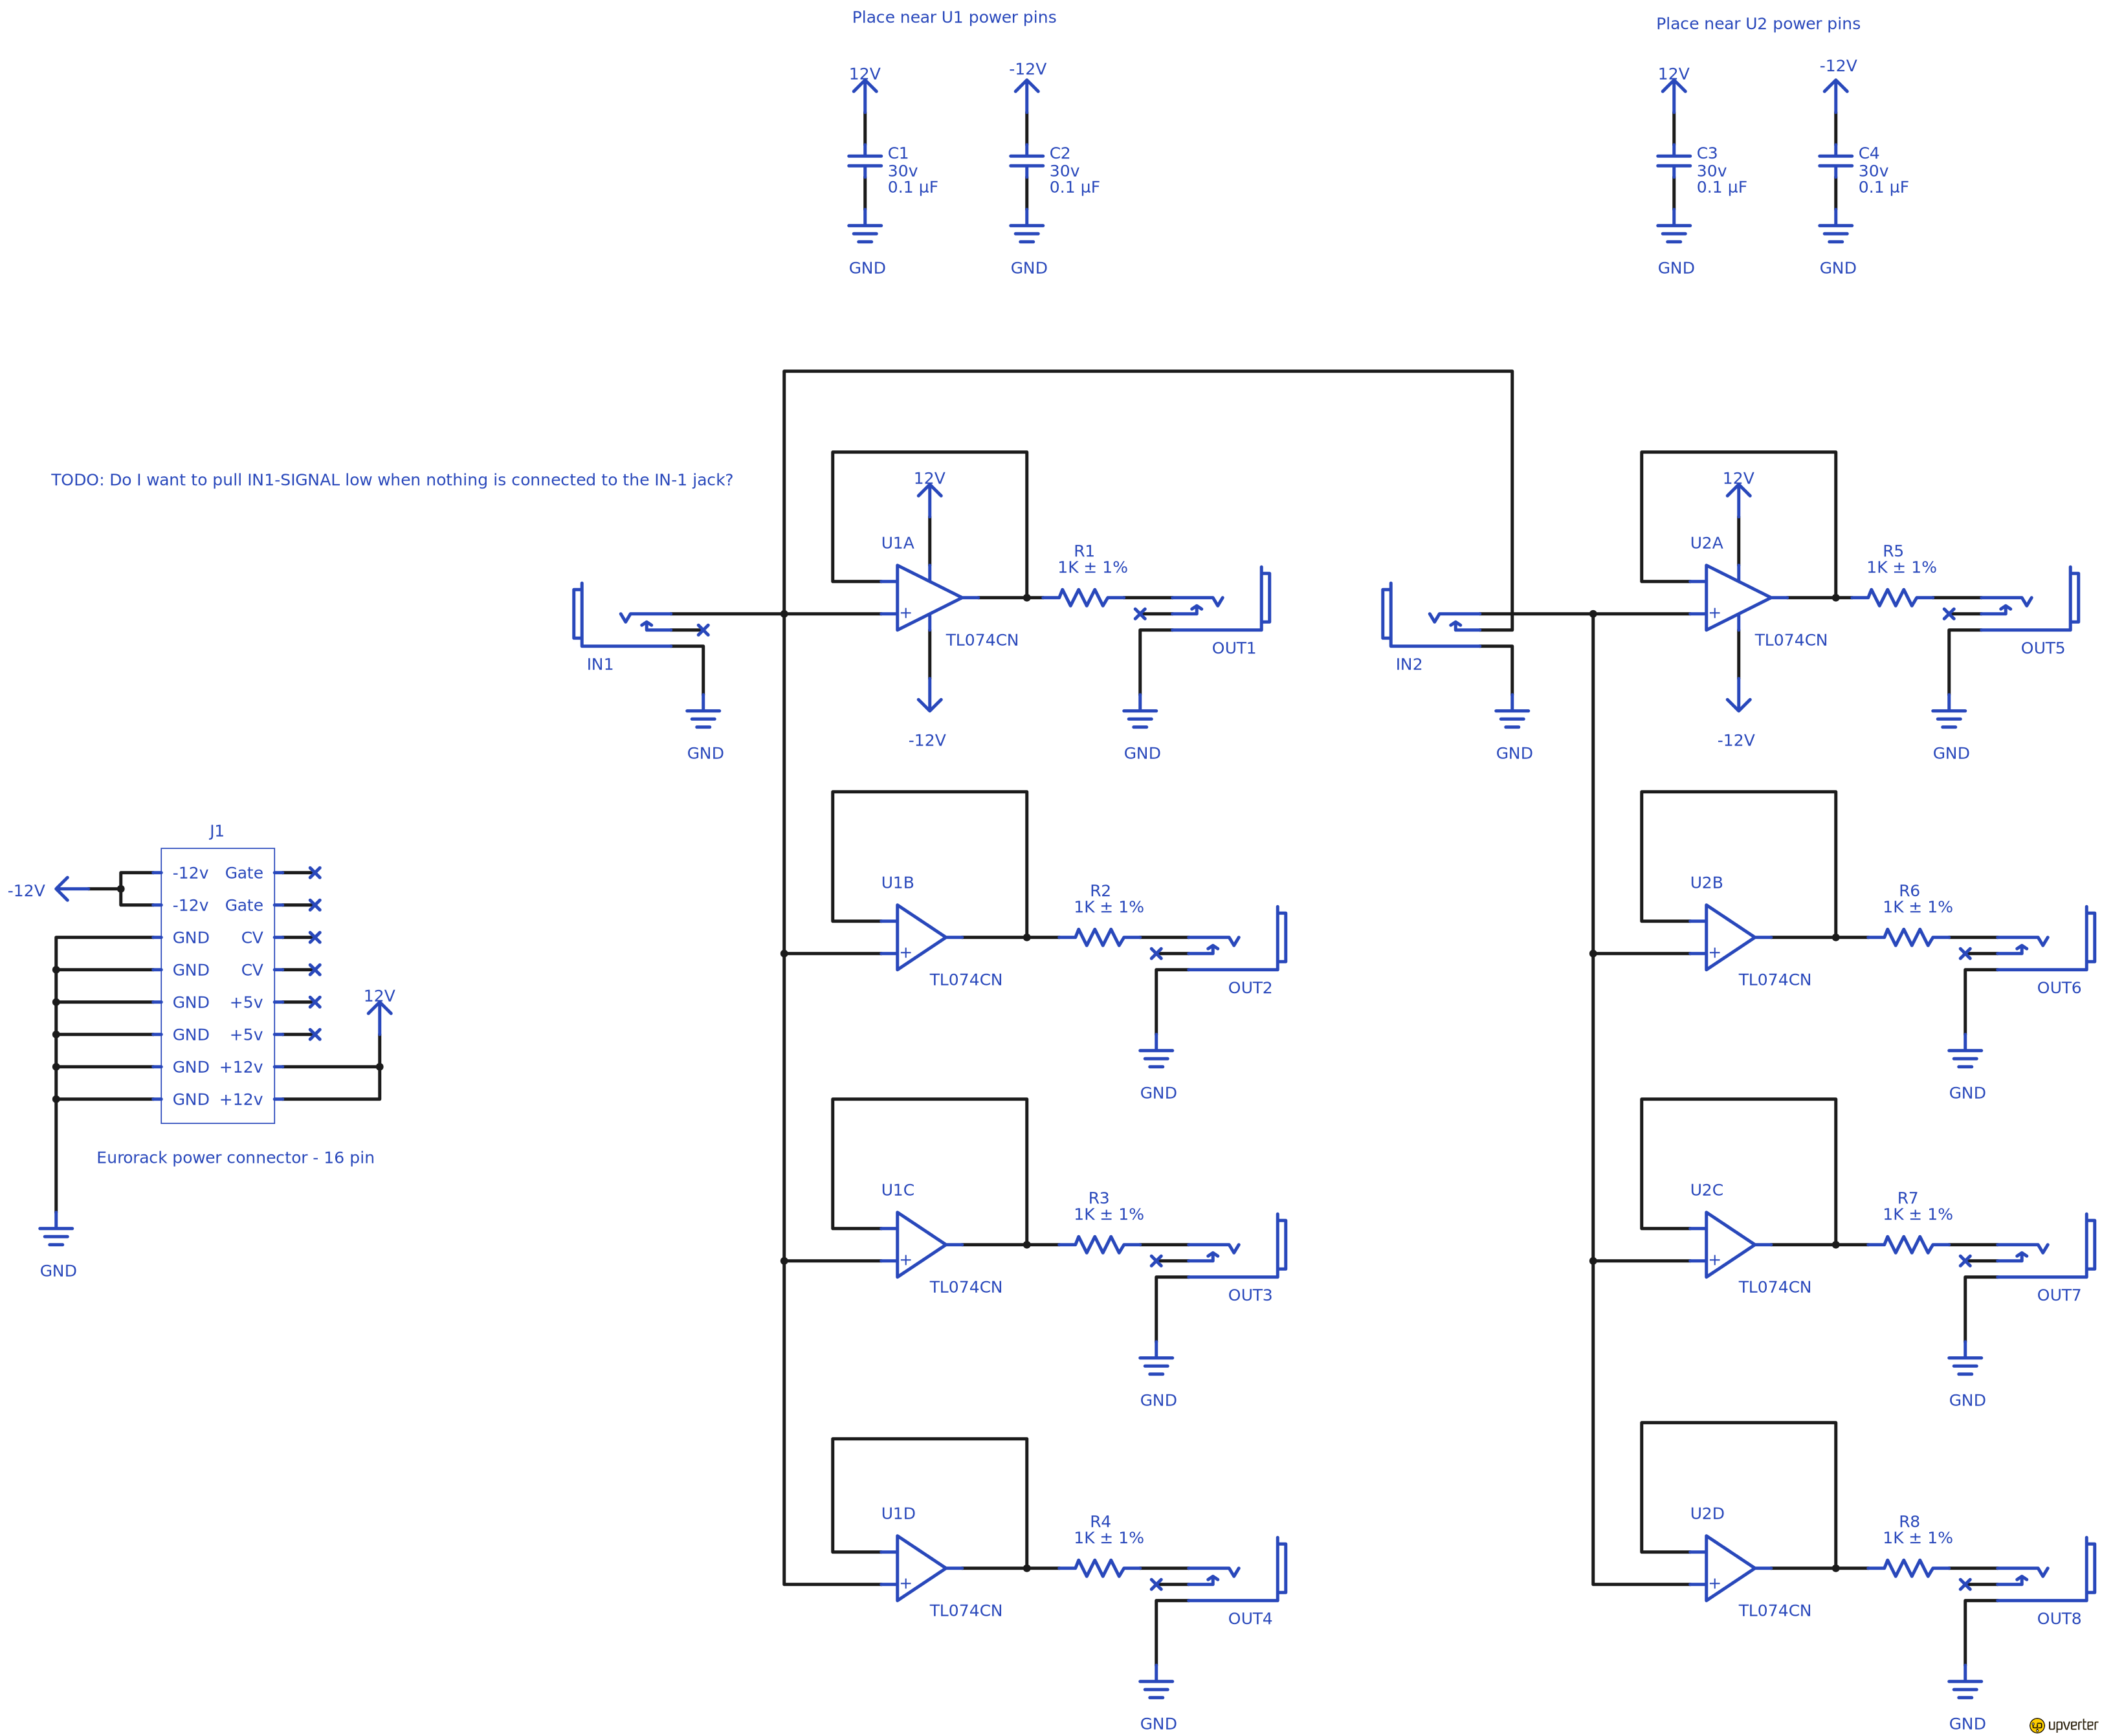 Place near U1 power pins
Place near U2 power pins
12V
-12V
12V
-12V
C1
30v
0.1 µF
C2
30v
0.1 µF
C3
30v
0.1 µF
C4
30v
0.1 µF
GND
GND
GND
GND
TODO: Do I want to pull IN1-SIGNAL low when nothing is connected to the IN-1 jack?
12V
12V
U1A
R1
1K ± 1%
U2A
R5
1K ± 1%
+
+
TL074CN
OUT1
TL074CN
OUT5
IN1
IN2
-12V
-12V
GND
GND
GND
GND
J1
-12V
-12v Gate
-12v Gate
GND CV
GND CV
GND +5v
GND +5v
GND +12v
GND +12v
12V
Eurorack power connector - 16 pin
GND
U1B
R2
1K ± 1%
U2B
R6
1K ± 1%
+
+
TL074CN
OUT2
TL074CN
OUT6
GND
GND
U1C
R3
1K ± 1%
U2C
R7
1K ± 1%
+
+
TL074CN
OUT3
TL074CN
OUT7
GND
GND
U1D
R4
1K ± 1%
U2D
R8
1K ± 1%
+
+
TL074CN
OUT4
TL074CN
OUT8
GND
GND
up upverter